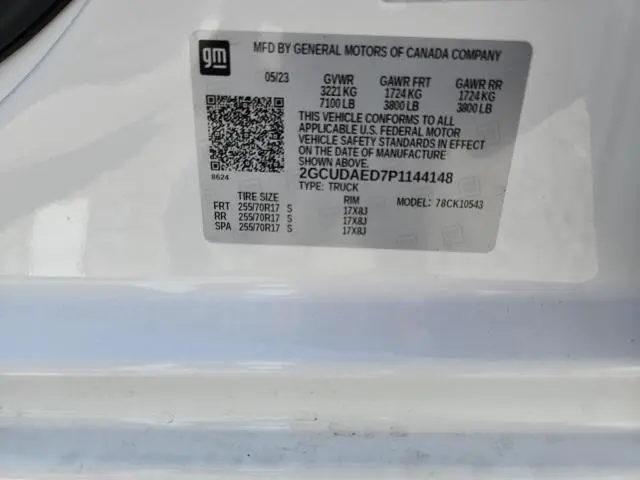 gm
MFD BY GENERAL MOTORS OF CANADA COMPANY
05/23 GVWR GAWR FRT GAWR RR
3221 KG 1724 KG 1724 KG
7100 LB 3800 LB 3800 LB
THIS VEHICLE CONFORMS TO ALL
APPLICABLE U.S. FEDERAL MOTOR
VEHICLE SAFETY STANDARDS IN EFFECT
ON THE DATE OF MANUFACTURE
SHOWN ABOVE.
8624
2GCUDAED7P1144148
TYPE: TRUCK MODEL: 78CK10543
TIRE SIZE RIM
FRT 255/70R17 S 17X8J
RR 255/70R17 S 17X8J
SPA 255/70R17 S 17X8J